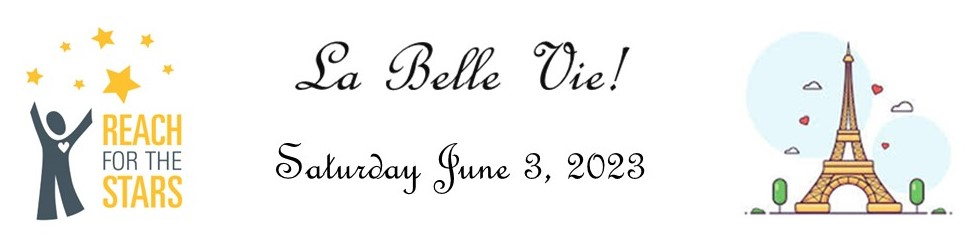 REACH
FOR THE
STARS
La Belle Vie!
Saturday June 3, 2023